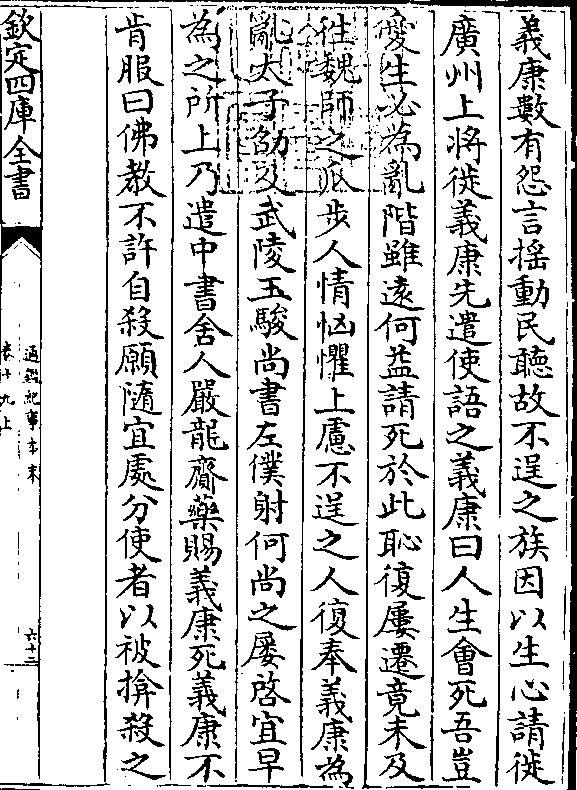 義康數有怨言揺動民聽故不逞之族因以生心請徙
廣州上將徙義康先遣使語之義康曰人生㑹死吾豈
愛生必為亂階雖遠何益請死於此恥復屢遷竟未及
徃魏師之瓜步人情忷懼上慮不逞之人復奉義康為
亂太子劭及武陵王駿尚書左僕射何尚之屢啓宜早
為之所上乃遣中書舍人嚴龍齎藥賜義康死義康不
肯服曰佛教不許自殺願隨宜處分使者以被揜殺之
欽定四庫全書
通鑑紀事本末
卷十九上
六十三